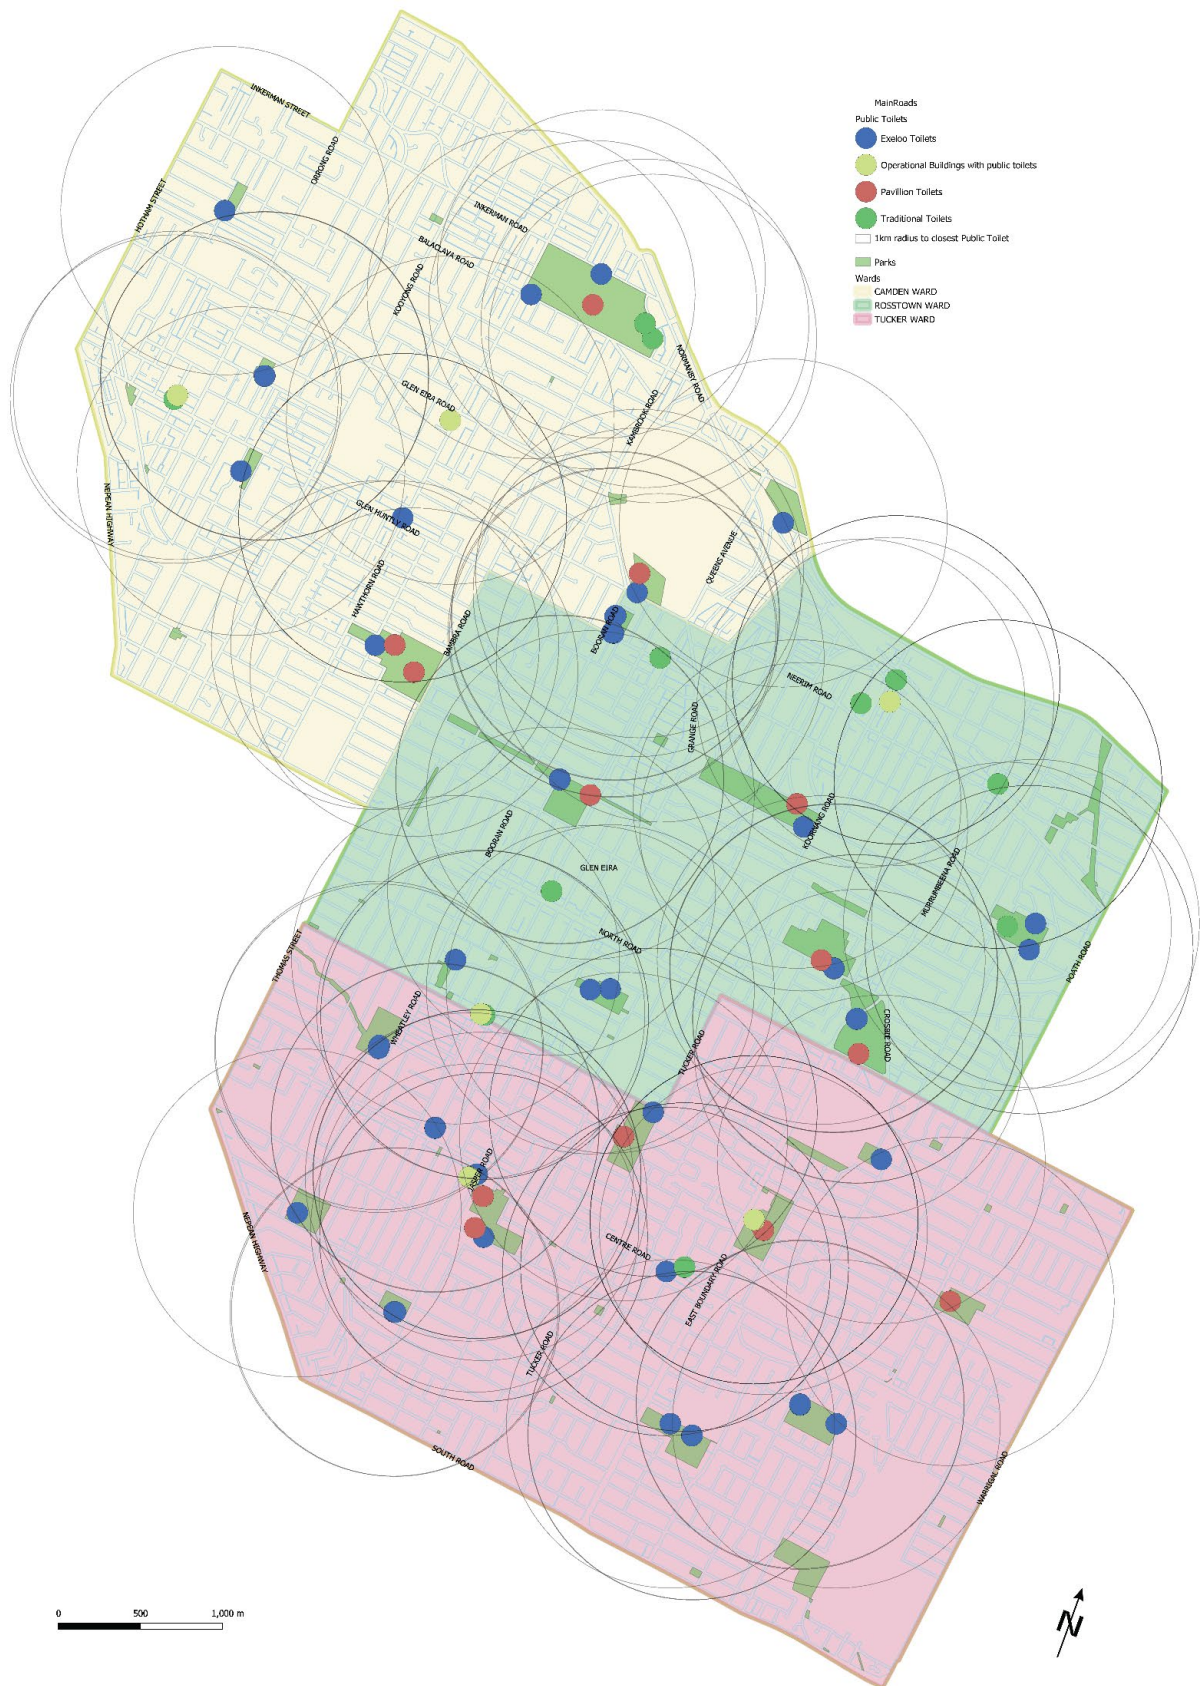 MainRoads
Public Toilets
Exeloo Toilets
Operational Buildings with public toilets
Pavillion Toilets
Traditional Toilets
1km radius to closest Public Toilet
Parks
Wards
CAMDEN WARD
ROSSTOWN WARD
TUCKER WARD
INKERMAN STREET
ORRONG ROAD
HOTHAM STREET
INKERMAN ROAD
BALACLAVA ROAD
KOOYONG ROAD
NORMANBY ROAD
GLEN EIRA ROAD
KAMBROOK ROAD
NEPEAN HIGHWAY
GLEN HUNTLY ROAD
QUEENS AVENUE
HAWTHORN ROAD
BAMBRA ROAD
BOORAN ROAD
NEERIM ROAD
GRANGE ROAD
KOORNANG ROAD
BOORAN ROAD
GLEN EIRA
MURRUMBEENA ROAD
NORTH ROAD
THOMAS STREET
POATH ROAD
WHEATLEY ROAD
CROSBIE ROAD
TUCKER ROAD
JASPER ROAD
NEPEAN HIGHWAY
CENTRE ROAD
EAST BOUNDARY ROAD
TUCKER ROAD
SOUTH ROAD
WARRIGAL ROAD
0 500 1,000 m
N